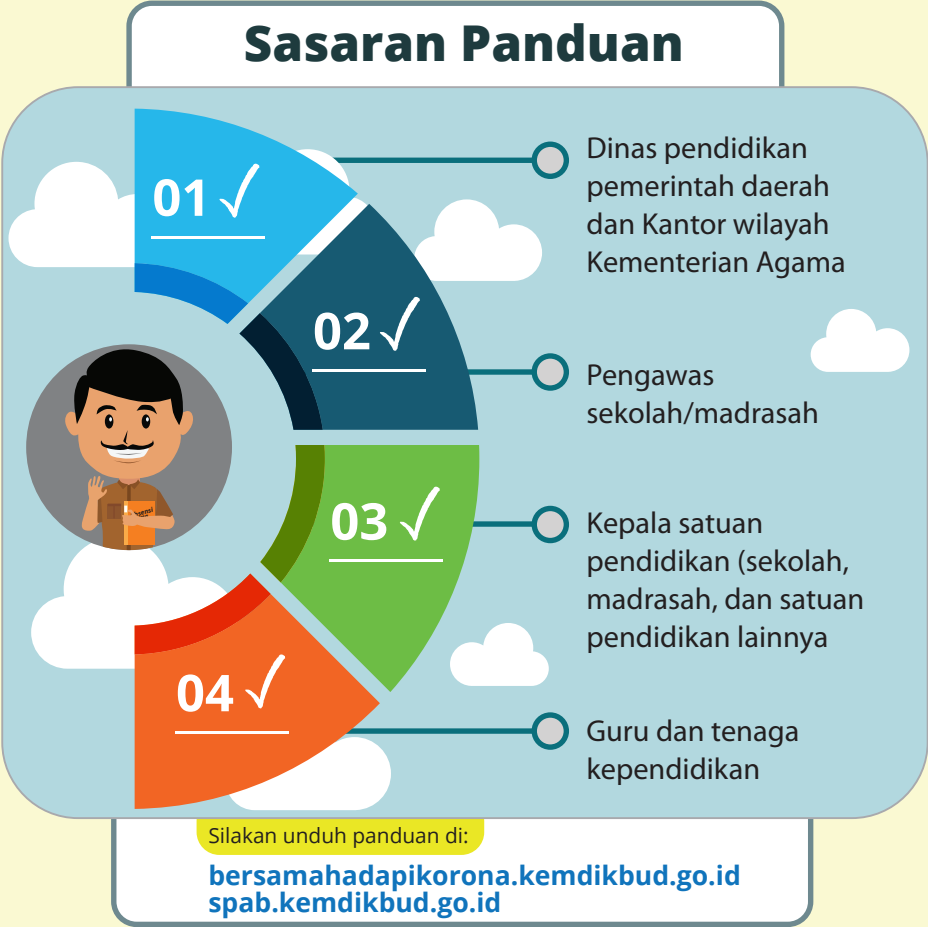 Sasaran Panduan
01
Dinas pendidikan
pemerintah daerah
dan Kantor wilayah
Kementerian Agama
02
Pengawas
sekolah/madrasah
03
Kepala satuan
pendidikan (sekolah,
madrasah, dan satuan
pendidikan lainnya
04
Guru dan tenaga
kependidikan
Silakan unduh panduan di:
bersamahadapikorona.kemdikbud.go.id
spab.kemdikbud.go.id